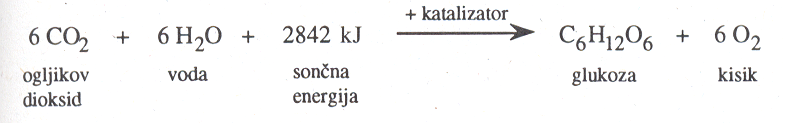 + katalizator
6 CO₂ + 6 H₂O + 2842 kJ → C₆H₁₂O₆ + 6 O₂
ogljikov dioksid
voda
sončna energija
glukoza
kisik